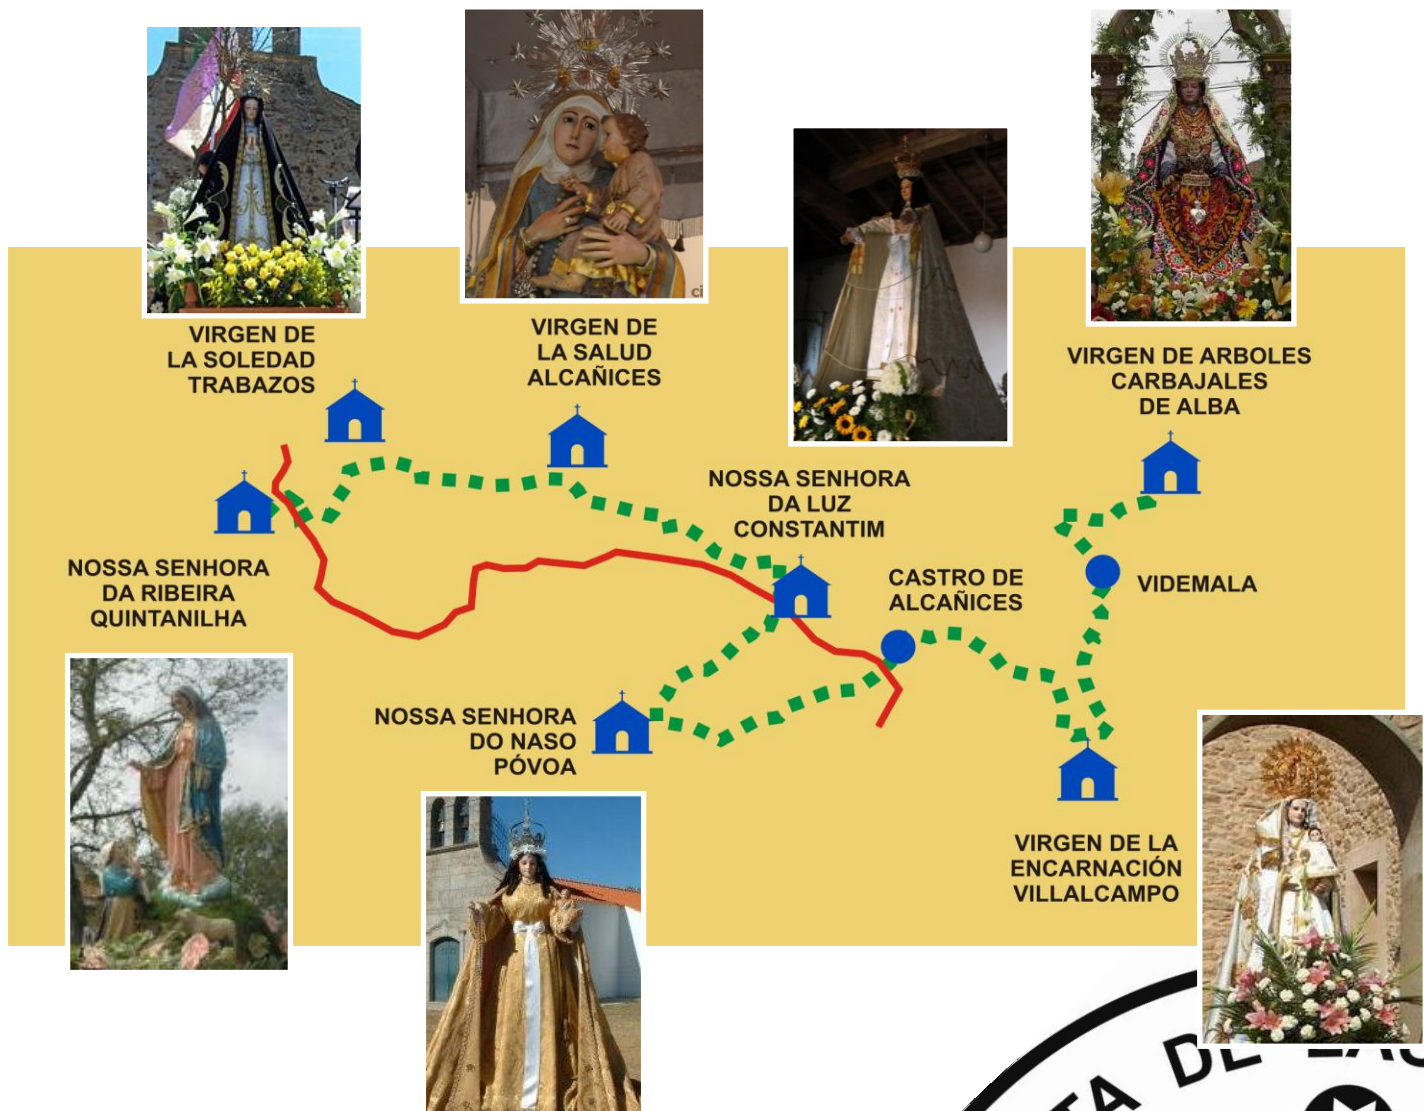 VIRGEN DE
LA SOLEDAD
TRABAZOS
VIRGEN DE
LA SALUD
ALCAÑICES
VIRGEN DE ARBOLES
CARBAJALES
DE ALBA
NOSSA SENHORA
DA LUZ
CONSTANTIM
NOSSA SENHORA
DA RIBEIRA
QUINTANILHA
CASTRO DE
ALCAÑICES
VIDEMALA
NOSSA SENHORA
DO NASO
PÓVOA
VIRGEN DE LA
ENCARNACIÓN
VILLALCAMPO
ci
DE